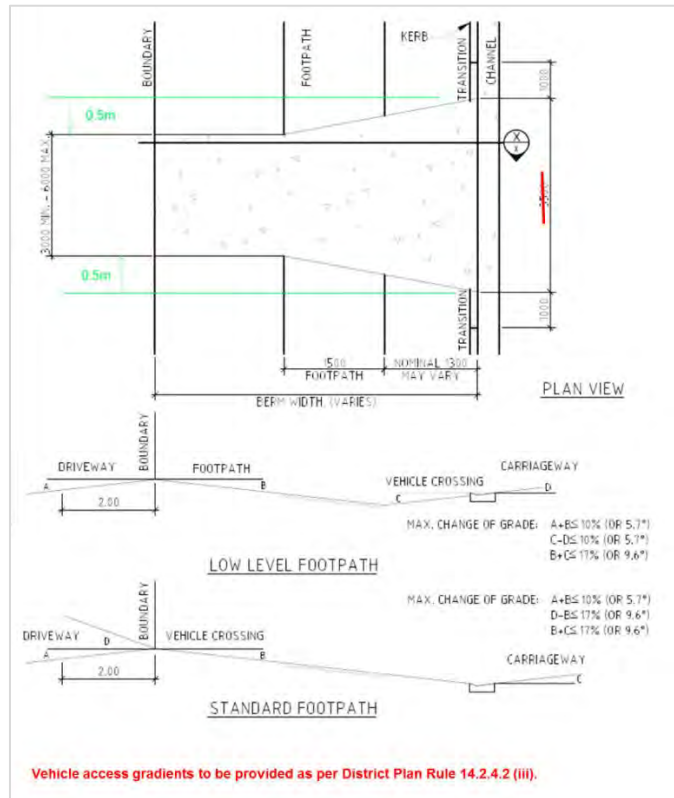 KERB
BOUNDARY
FOOTPATH
TRANSITION
CHANNEL
1000
0.5m
X
3000 MIN. - 6000 MAX.
0.5m
TRANSITION
1000
1500
FOOTPATH
NOMINAL 1300
MAY VARY
BERM WIDTH. (VARIES)
PLAN VIEW
BOUNDARY
DRIVEWAY
FOOTPATH
CARRIAGEWAY
VEHICLE CROSSING
A
B
C
D
2.00
MAX. CHANGE OF GRADE: A+B≤10% (OR 5.7°)
C-D≤10% (OR 5.7°)
B+C≤17% (OR 9.6°)
LOW LEVEL FOOTPATH
MAX. CHANGE OF GRADE: A+B≤10% (OR 5.7°)
D-B≤17% (OR 9.6°)
B+C≤17% (OR 9.6°)
BOUNDARY
DRIVEWAY
D
VEHICLE CROSSING
A
B
2.00
CARRIAGEWAY
C
STANDARD FOOTPATH
Vehicle access gradients to be provided as per District Plan Rule 14.2.4.2 (iii).